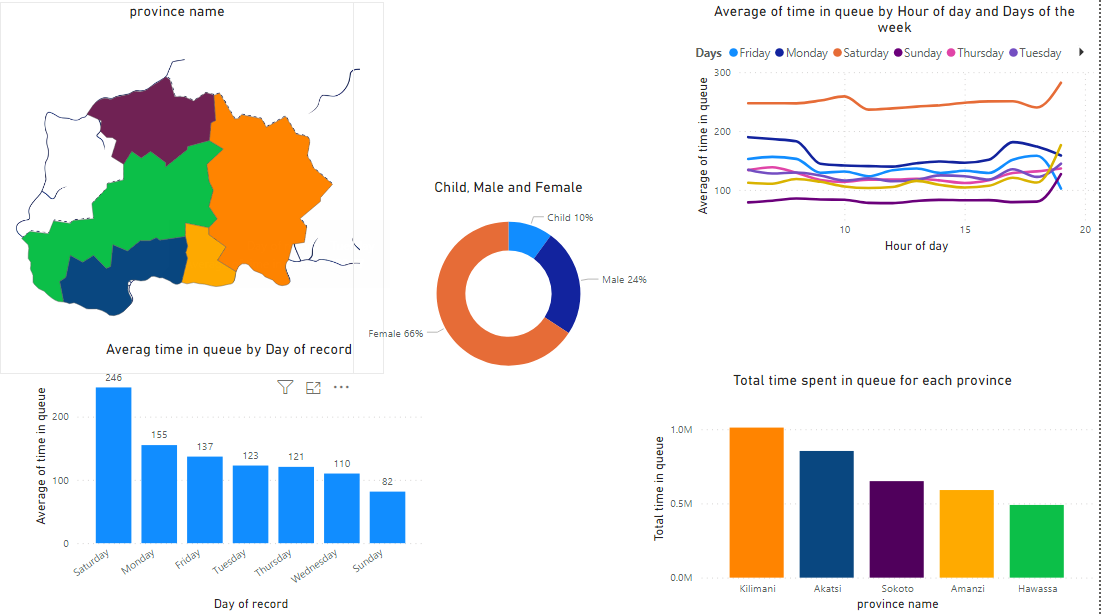 province name
Average of time in queue by Hour of day and Days of the
week
Days Friday Monday Saturday Sunday Thursday Tuesday
300
200
100
Average of time in queue
10 15 20
Hour of day
Child, Male and Female
Child 10%
Male 24%
Female 66%
Averag time in queue by Day of record
Average of time in queue
200
100
0
246
155
137
123
121
110
82
Saturday
Monday
Friday
Tuesday
Thursday
Wednesday
Sunday
Day of record
Total time spent in queue for each province
Total time in queue
1.0M
0.5M
0.0M
Kilimani Akatsi Sokoto Amanzi Hawassa
province name